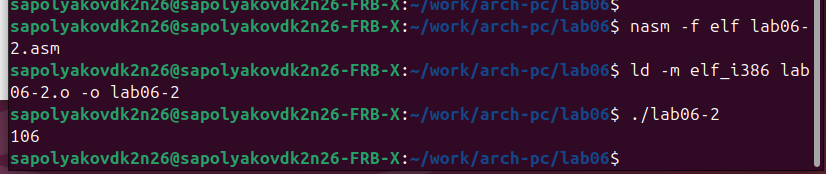 sapolyakovdk2n26@sapolyakovdk2n26-FRB-X:~/work/arch-pc/lab06$
sapolyakovdk2n26@sapolyakovdk2n26-FRB-X:~/work/arch-pc/lab06$ nasm -f elf lab06-
2.asm
sapolyakovdk2n26@sapolyakovdk2n26-FRB-X:~/work/arch-pc/lab06$ ld -m elf_i386 lab
06-2.o -o lab06-2
sapolyakovdk2n26@sapolyakovdk2n26-FRB-X:~/work/arch-pc/lab06$ ./lab06-2
106
sapolyakovdk2n26@sapolyakovdk2n26-FRB-X:~/work/arch-pc/lab06$